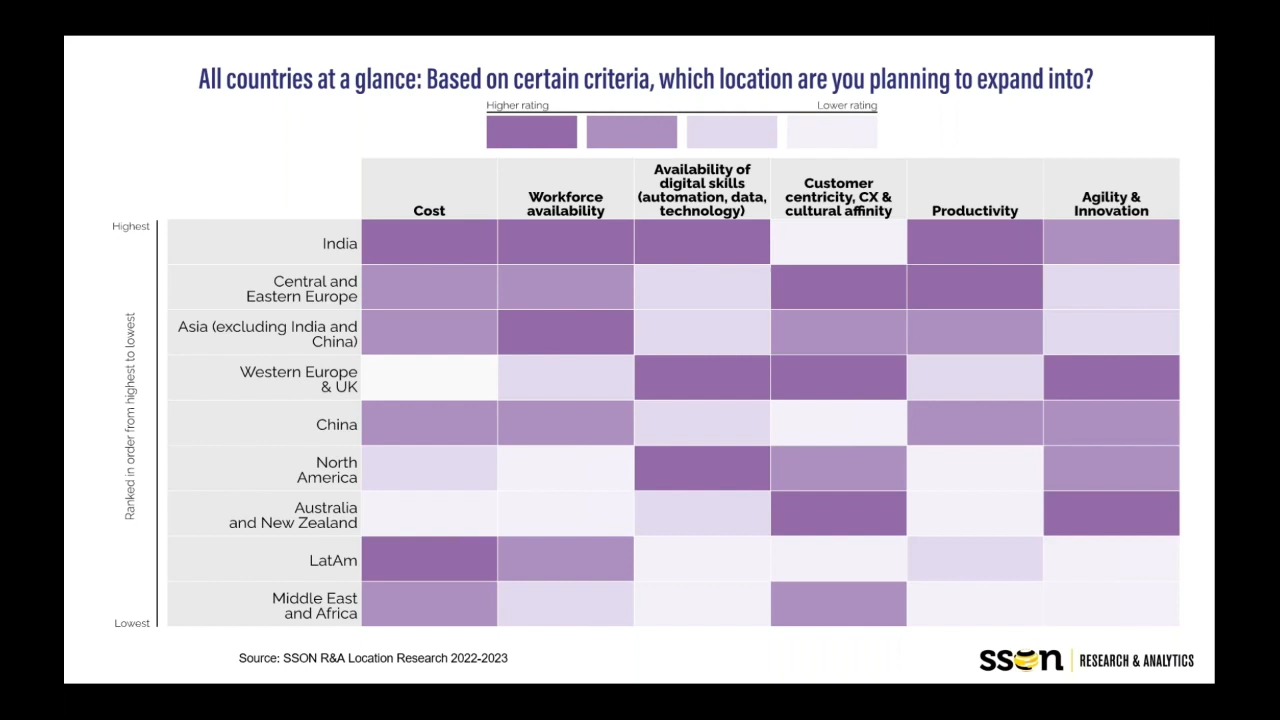 All countries at a glance: Based on certain criteria, which location are you planning to expand into?
Higher rating
Lower rating
Cost
Workforce
availability
Availability of
digital skills
(automation, data,
technology)
Customer
centricity, CX &
cultural affinity
Productivity
Agility &
Innovation
Highest
Ranked in order from highest to lowest
Lowest
India
Central and
Eastern Europe
Asia (excluding India and
China)
Western Europe
& UK
China
North
America
Australia
and New Zealand
LatAm
Middle East
and Africa
Source: SSON R&A Location Research 2022-2023
sson RESEARCH & ANALYTICS